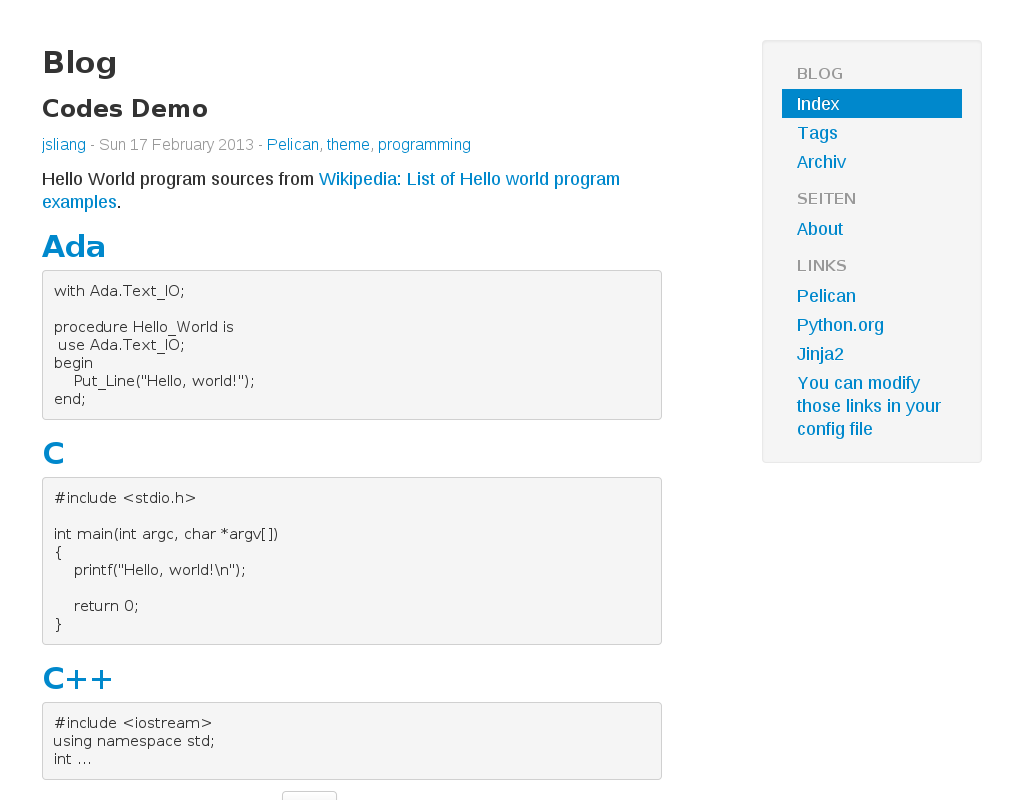 Blog
Codes Demo
jsliang - Sun 17 February 2013 - Pelican, theme, programming
Hello World program sources from Wikipedia: List of Hello world program
examples.
Ada
with Ada.Text_IO;

procedure Hello_World is
 use Ada.Text_IO;
begin
    Put_Line("Hello, world!");
end;
C
#include <stdio.h>

int main(int argc, char *argv[])
{
    printf("Hello, world!\n");

    return 0;
}
C++
#include <iostream>
using namespace std;
int ...
BLOG
Index
Tags
Archiv
SEITEN
About
LINKS
Pelican
Python.org
Jinja2
You can modify
those links in your
config file